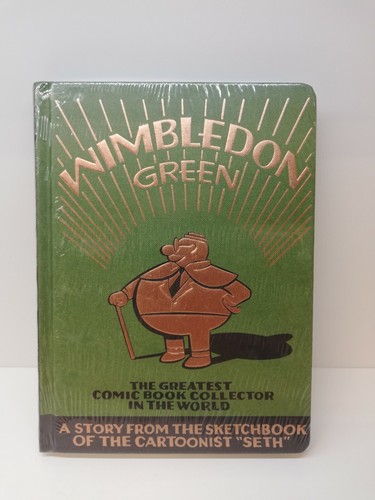 WIMBLEDON
GREEN
THE GREATEST
COMIC BOOK COLLECTOR
IN THE WORLD
A STORY FROM THE SKETCHBOOK
OF THE CARTOONIST "SETH"